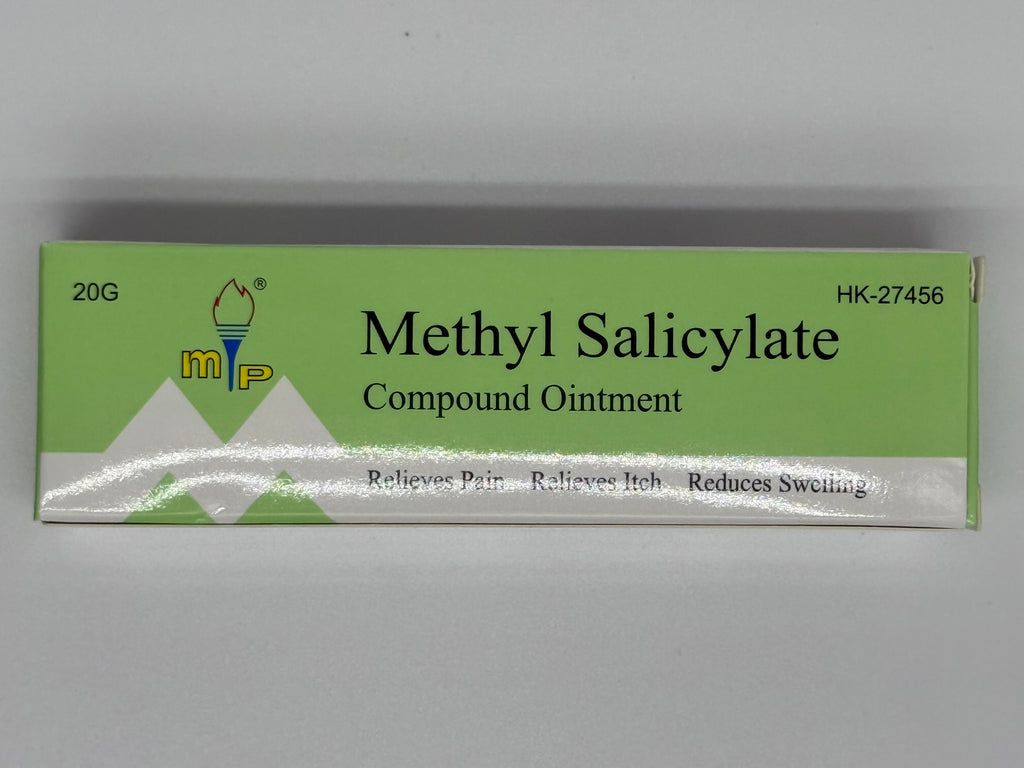 20G
®
mp
HK-27456
Methyl Salicylate
Compound Ointment
Relieves Pain Relieves Itch Reduces Swelling